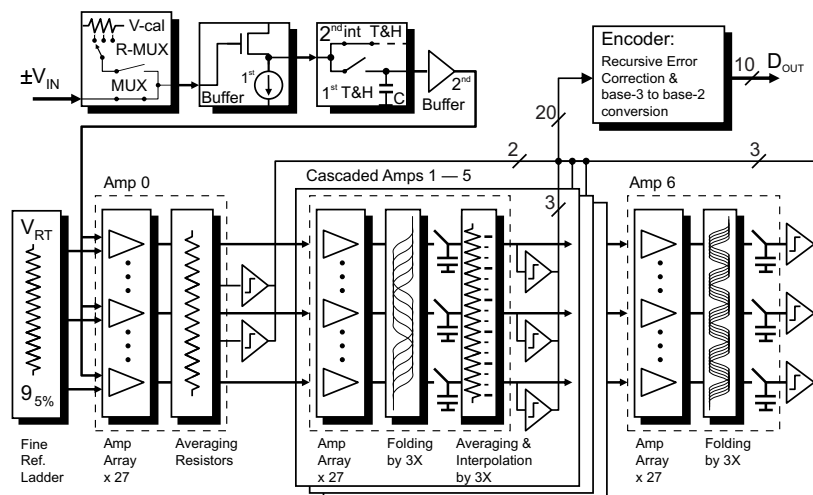 V-cal
R-MUX
MUX
±VIN
Buffer
1st
2nd int T&H
1st T&H
C
2nd
Buffer
Encoder:
Recursive Error
Correction &
base-3 to base-2
conversion
10
DOUT
20
2
3
Cascaded Amps 1 — 5
3
Amp 0
Amp 6
VRT
95%
Fine
Ref.
Ladder
Amp
Array
x 27
Averaging
Resistors
Amp
Array
x 27
Folding
by 3X
Averaging &
Interpolation
by 3X
Amp
Array
x 27
Folding
by 3X